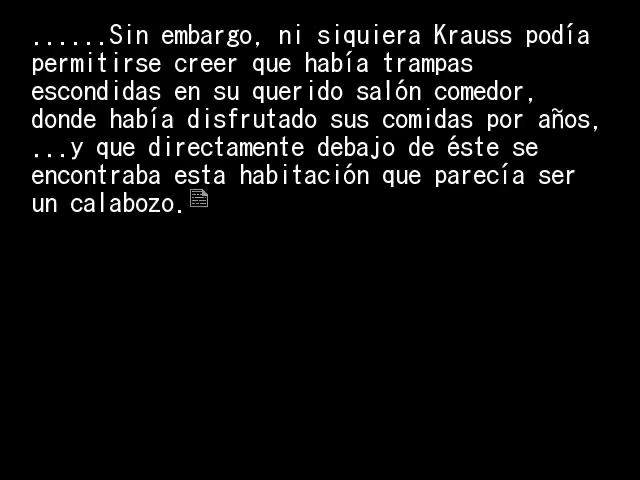 ......Sin embargo, ni siquiera Krauss podía
permitirse creer que había trampas
escondidas en su querido salón comedor,
donde había disfrutado sus comidas por años,
...y que directamente debajo de éste se
encontraba esta habitación que parecía ser
un calabozo.